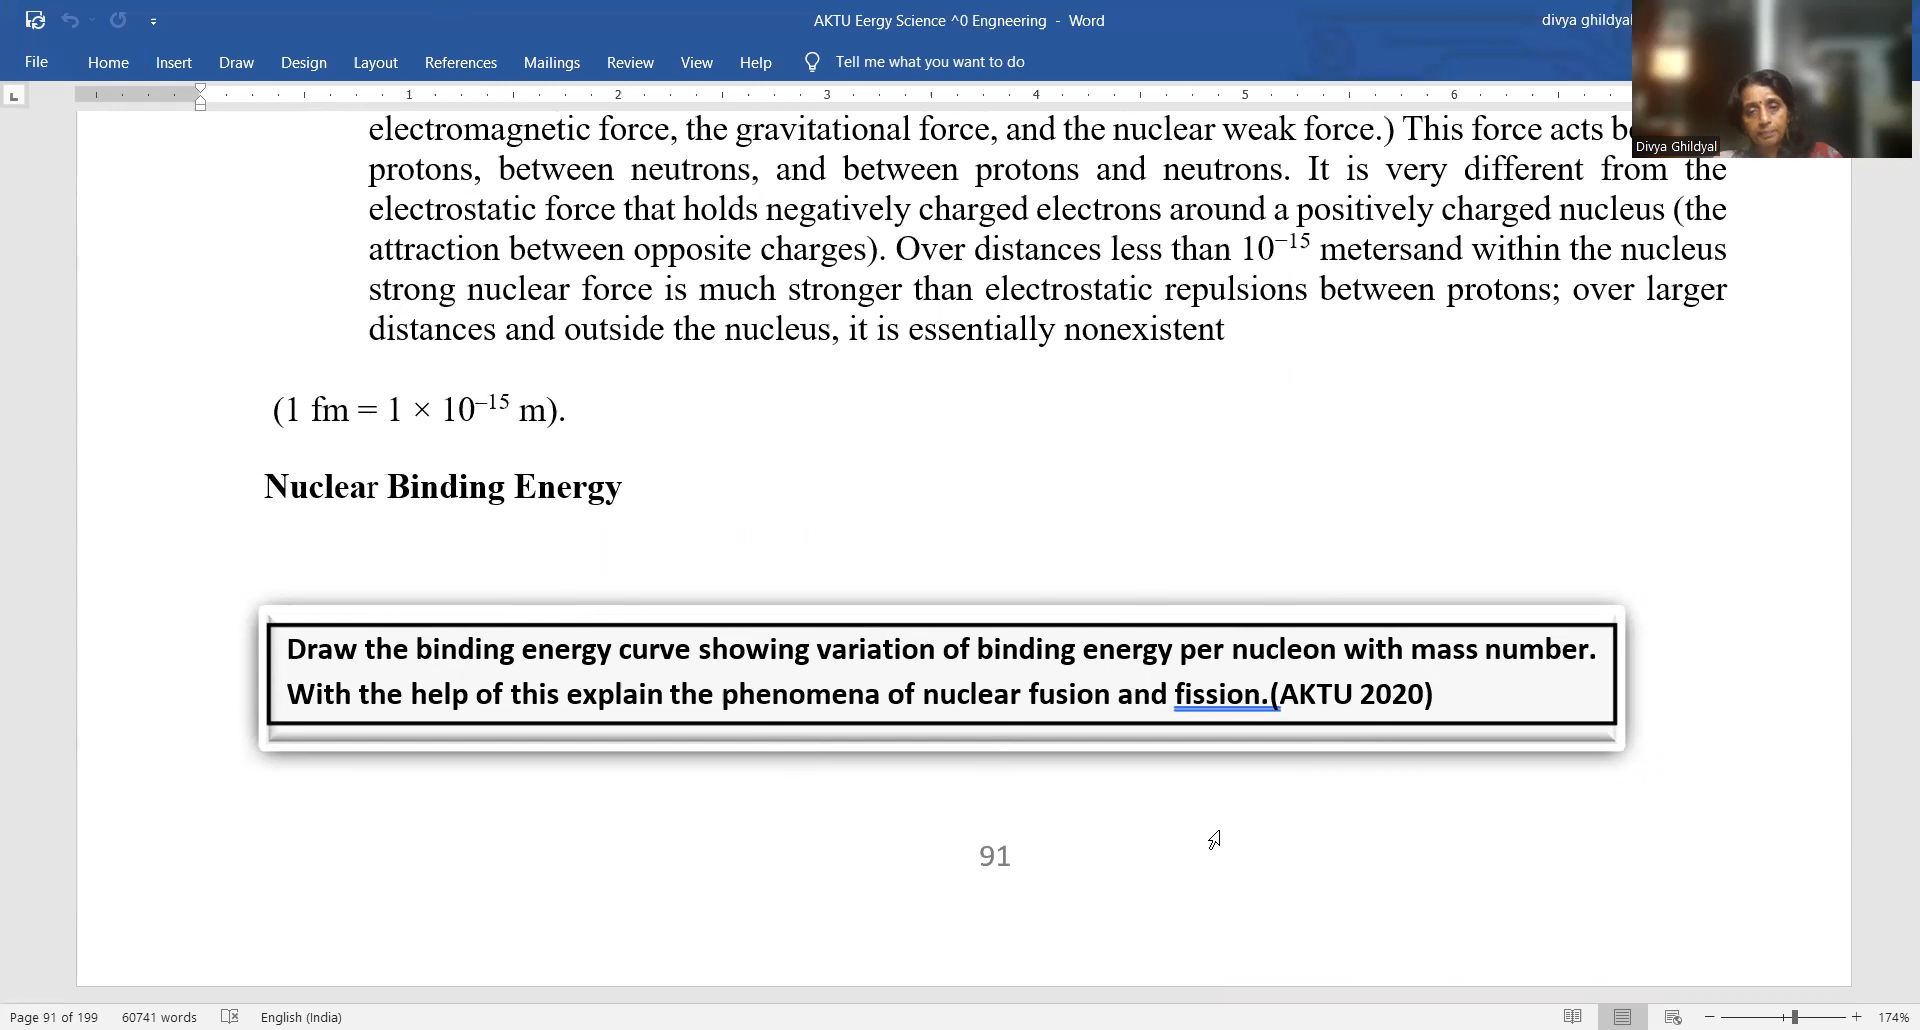 AKTU Eergy Science ^0 Engneering - Word
divya ghildyal
File Home Insert Draw Design Layout References Mailings Review View Help Tell me what you want to do
1 2 3 4 5 6
Divya Ghildyal
electromagnetic force, the gravitational force, and the nuclear weak force.) This force acts
protons, between neutrons, and between protons and neutrons. It is very different from the
electrostatic force that holds negatively charged electrons around a positively charged nucleus (the
attraction between opposite charges). Over distances less than 10⁻¹⁵ metersand within the nucleus
strong nuclear force is much stronger than electrostatic repulsions between protons; over larger
distances and outside the nucleus, it is essentially nonexistent
(1 fm = 1 × 10⁻¹⁵ m).
Nuclear Binding Energy
Draw the binding energy curve showing variation of binding energy per nucleon with mass number.
With the help of this explain the phenomena of nuclear fusion and fission.(AKTU 2020)
91
Page 91 of 199 60741 words English (India) 174%